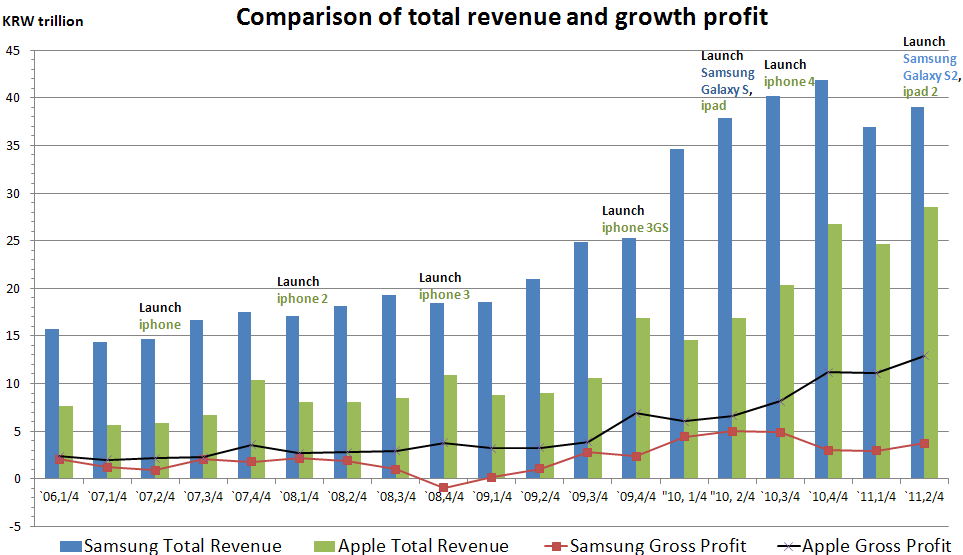 Comparison of total revenue and growth profit
KRW trillion
45
40
35
30
25
20
15
10
5
0
-5
Launch
iphone
Launch
iphone 2
Launch
iphone 3
Launch
iphone 3GS
Launch
Samsung
Galaxy S,
ipad
Launch
iphone 4
Launch
Samsung
Galaxy S2,
ipad 2
`06,1/4 `07,1/4 `07,2/4 `07,3/4 `07,4/4 `08,1/4 `08,2/4 `08,3/4 `08,4/4 `09,1/4 `09,2/4 `09,3/4 `09,4/4 "10, 1/4 "10, 2/4 `10,3/4 `10,4/4 `11,1/4 `11,2/4
Samsung Total Revenue Apple Total Revenue Samsung Gross Profit Apple Gross Profit